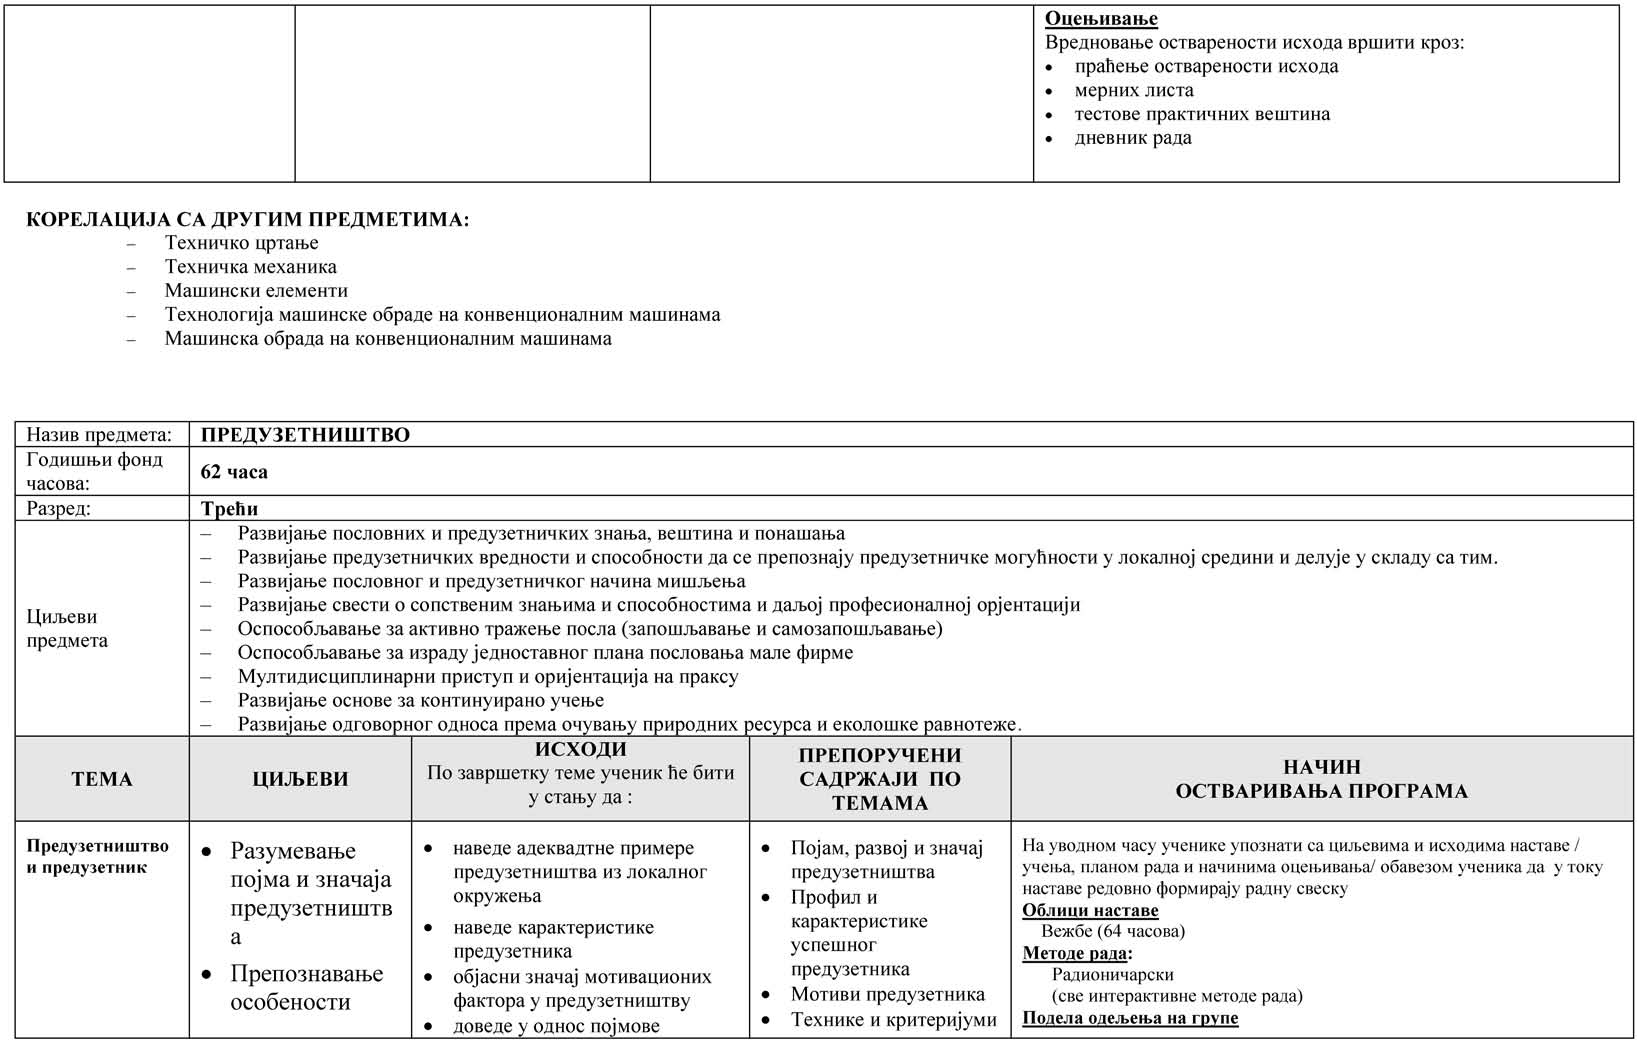 Оцењивање
Вредновање остварености исхода вршити кроз:
• праћење остварености исхода
• мерних листа
• тестове практичних вештина
• дневник рада
КОРЕЛАЦИЈА СА ДРУГИМ ПРЕДМЕТИМА:
– Техничко цртање
– Техничка механика
– Машински елементи
– Технологија машинске обраде на конвенционалним машинама
– Машинска обрада на конвенционалним машинама
Назив предмета:
ПРЕДУЗЕТНИШТВО
Годишњи фонд
часова:
62 часа
Разред:
Трећи
Циљеви
предмета
– Развијање пословних и предузетничких знања, вештина и понашања
– Развијање предузетничких вредности и способности да се препознају предузетничке могућности у локалној средини и делује у складу са тим.
– Развијање пословног и предузетничког начина мишљења
– Развијање свести о сопственим знањима и способностима и даљој професионалној орјентацији
– Оспособљавање за активно тражење посла (запошљавање и самозапошљавање)
– Оспособљавање за израду једноставног плана пословања мале фирме
– Мултидисциплинарни приступ и оријентација на праксу
– Развијање основе за континуирано учење
– Развијање одговорног односа према очувању природних ресурса и еколошке равнотеже.
ТЕМА
ЦИЉЕВИ
ИСХОДИ
По завршетку теме ученик ће бити
у стању да :
ПРЕПОРУЧЕНИ
САДРЖАЈИ ПО
ТЕМАМА
НАЧИН
ОСТВАРИВАЊА ПРОГРАМА
Предузетништво
и предузетник
• Разумевање
појма и значаја
предузетништв
а
• Препознавање
особености
• наведе адеквадтне примере
предузетништва из локалног
окружења
• наведе карактеристике
предузетника
• објасни значај мотивационих
фактора у предузетништву
• доведе у однос појмове
• Појам, развој и значај
предузетништва
• Профил и
карактеристике
успешног
предузетника
• Мотиви предузетника
• Технике и критеријуми
На уводном часу ученике упознати са циљевима и исходима наставе /
учења, планом рада и начинима оцењивања/ обавезом ученика да у току
наставе редовно формирају радну свеску
Облици наставе
Вежбе (64 часова)
Методе рада:
Радионичарски
(све интерактивне методе рада)
Подела одељења на групе